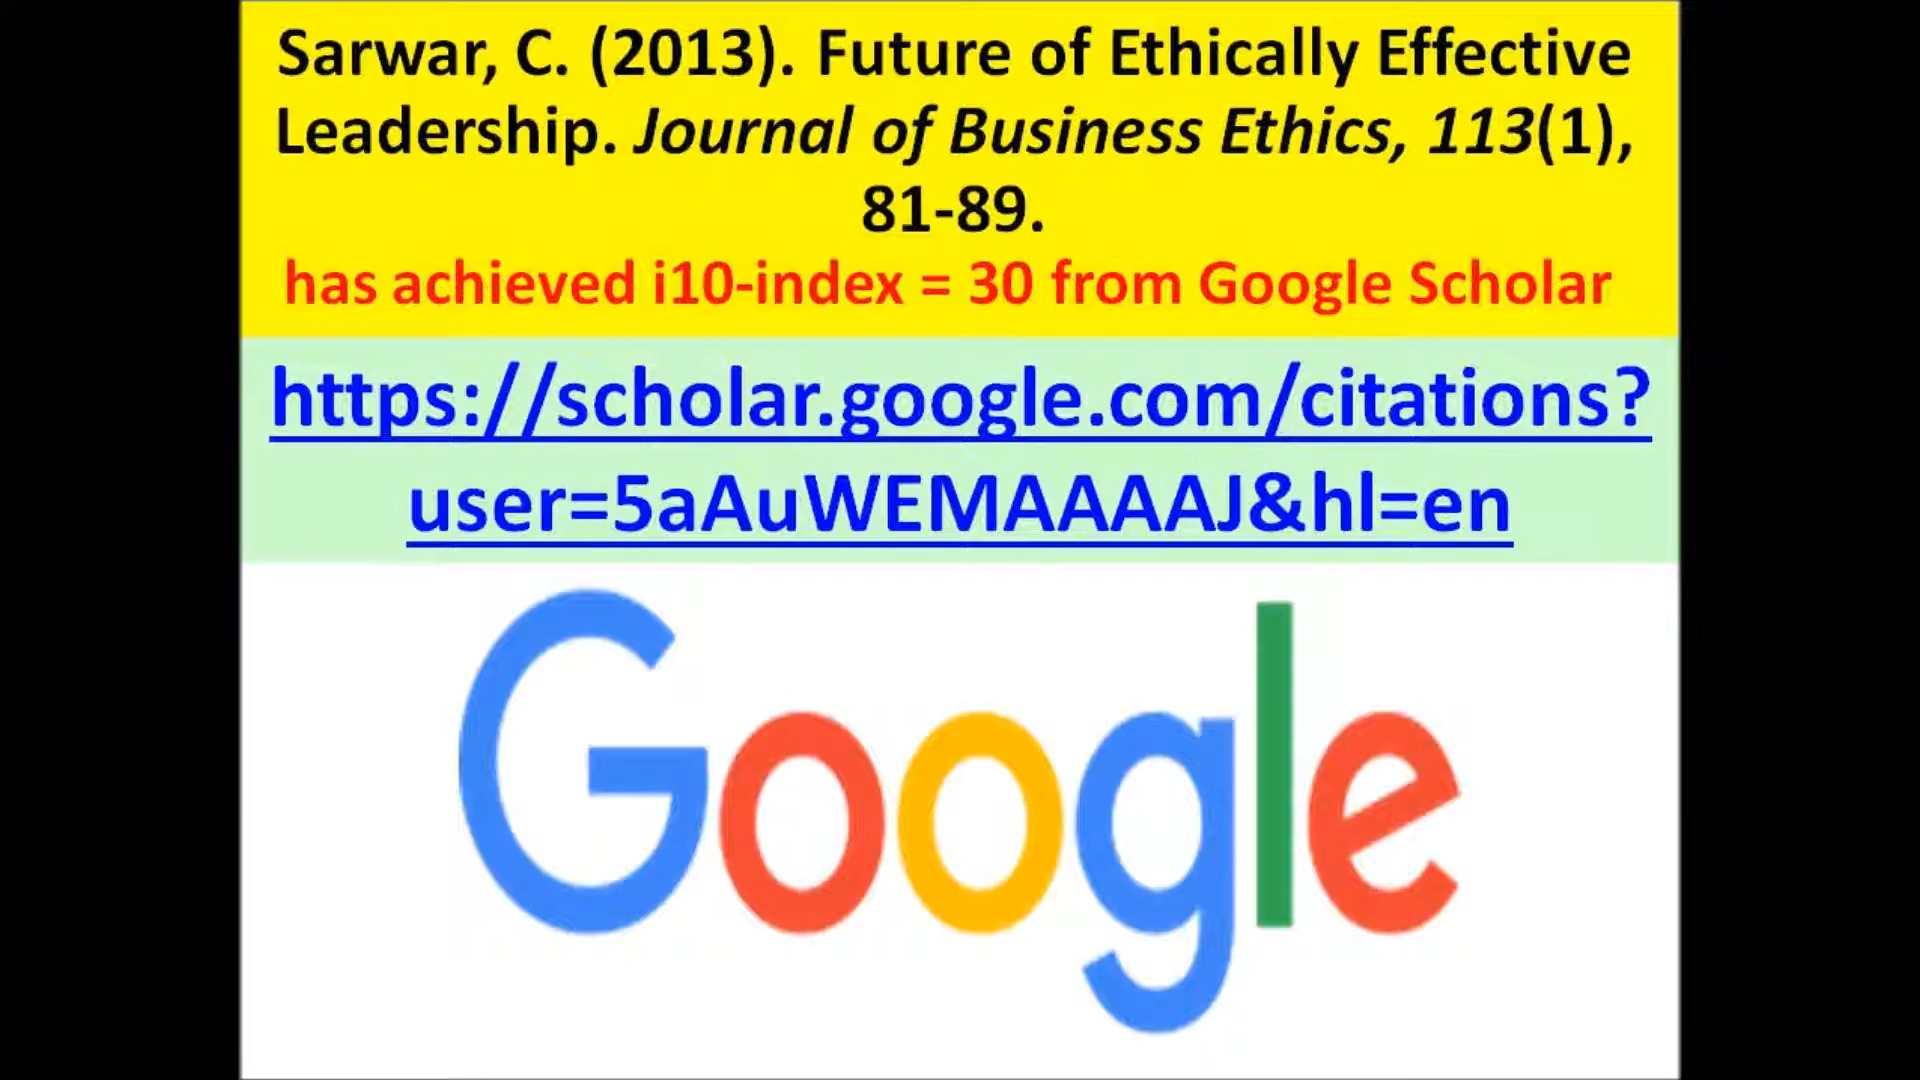 Sarwar, C. (2013). Future of Ethically Effective
Leadership. Journal of Business Ethics, 113(1),
81-89.
has achieved i10-index = 30 from Google Scholar
https://scholar.google.com/citations?
user=5aAuWEMAAAAJ&hl=en
Google